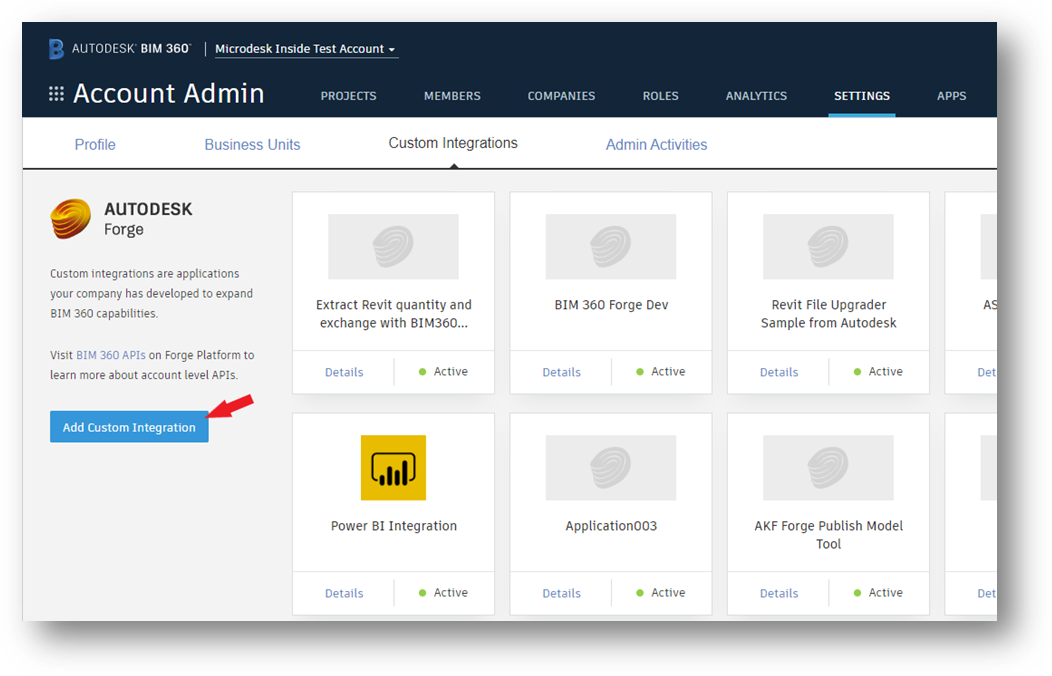 AUTODESK® BIM 360™ Microdesk Inside Test Account
Account Admin PROJECTS MEMBERS COMPANIES ROLES ANALYTICS SETTINGS APPS
Profile Business Units Custom Integrations Admin Activities
AUTODESK
Forge
Custom integrations are applications
your company has developed to expand
BIM 360 capabilities.
Visit BIM 360 APIs on Forge Platform to
learn more about account level APIs.
Add Custom Integration
Extract Revit quantity and
exchange with BIM360...
Details Active
BIM 360 Forge Dev
Details Active
Revit File Upgrader
Sample from Autodesk
Details Active
AS
Det
Power BI Integration
Details Active
Application003
Details Active
AKF Forge Publish Model
Tool
Details Active
Det